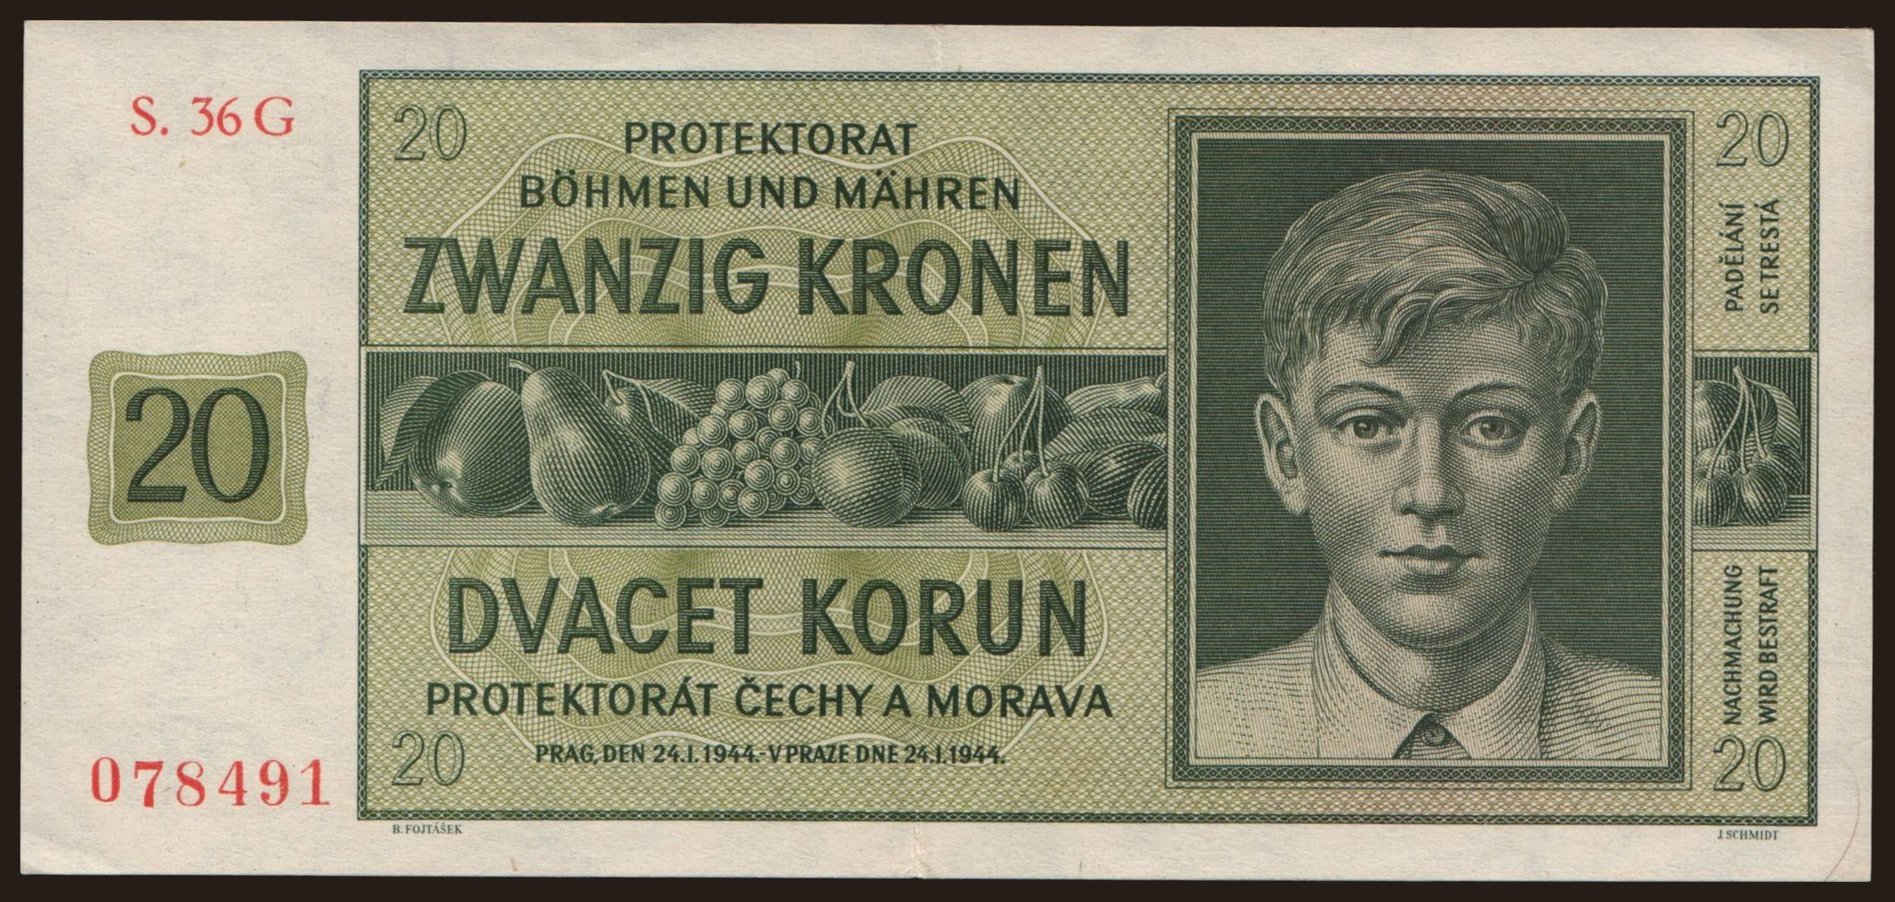 S. 36 G
20
20
PROTEKTORAT
BÖHMEN UND MÄHREN
ZWANZIG KRONEN
PADĚLÁNÍ
SE TRESTÁ
20
DVACET KORUN
PROTEKTORÁT ČECHY A MORAVA
PRAG, DEN 24.I.1944.-V PRAZE DNE 24.I.1944.
NACHMACHUNG
WIRD BESTRAFT
20
20
078491
B. FOJTÁŠEK
J. SCHMIDT